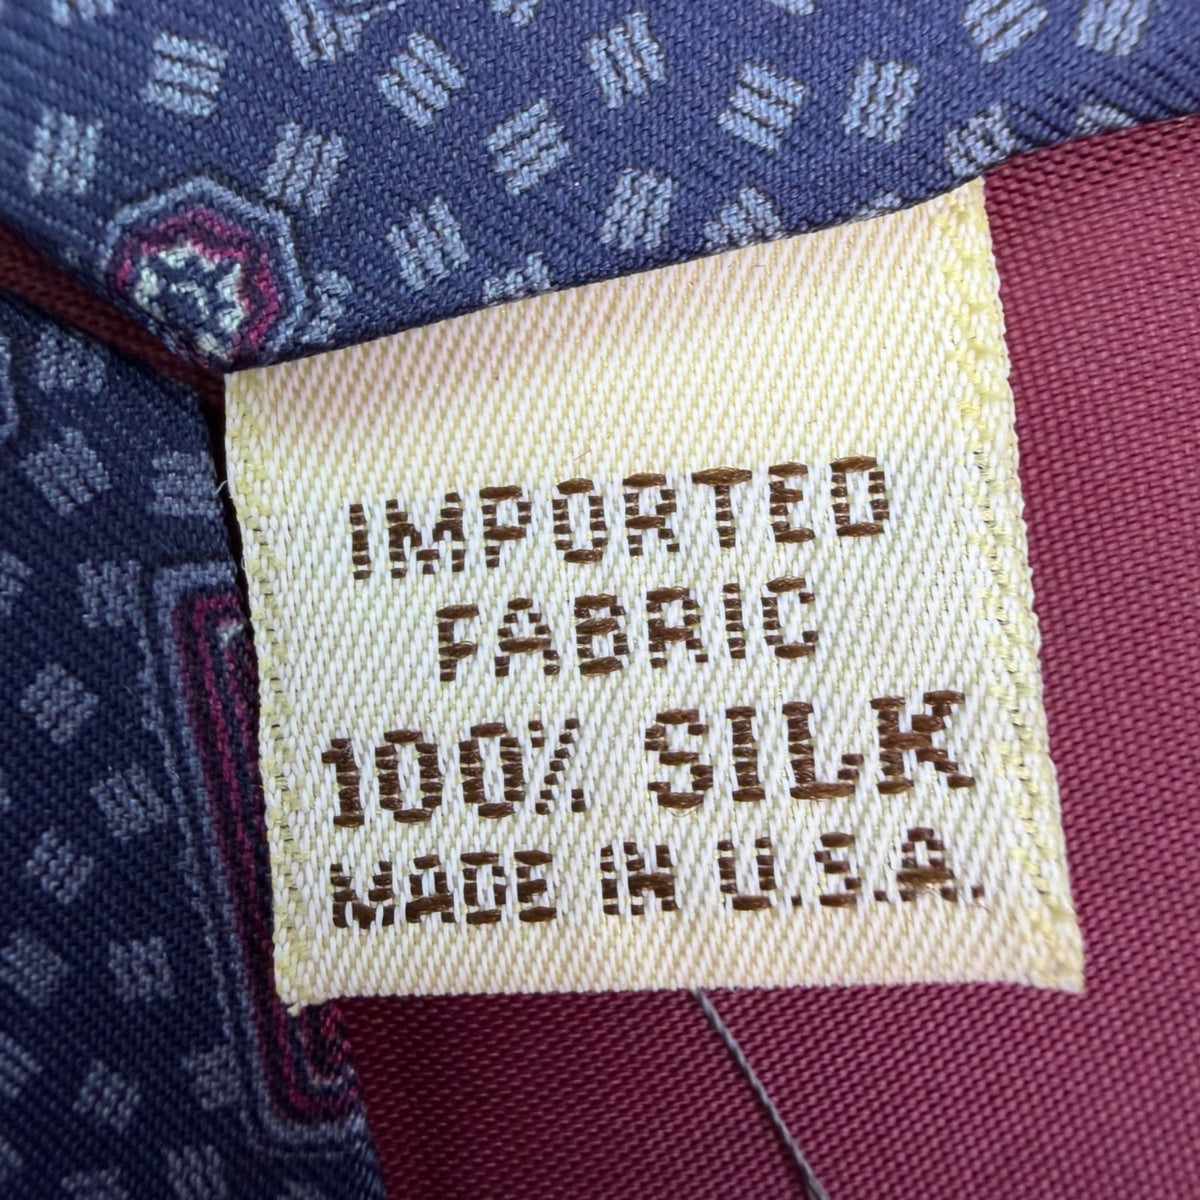 IMPORTED
FABRIC
100% SILK
MADE IN U.S.A.